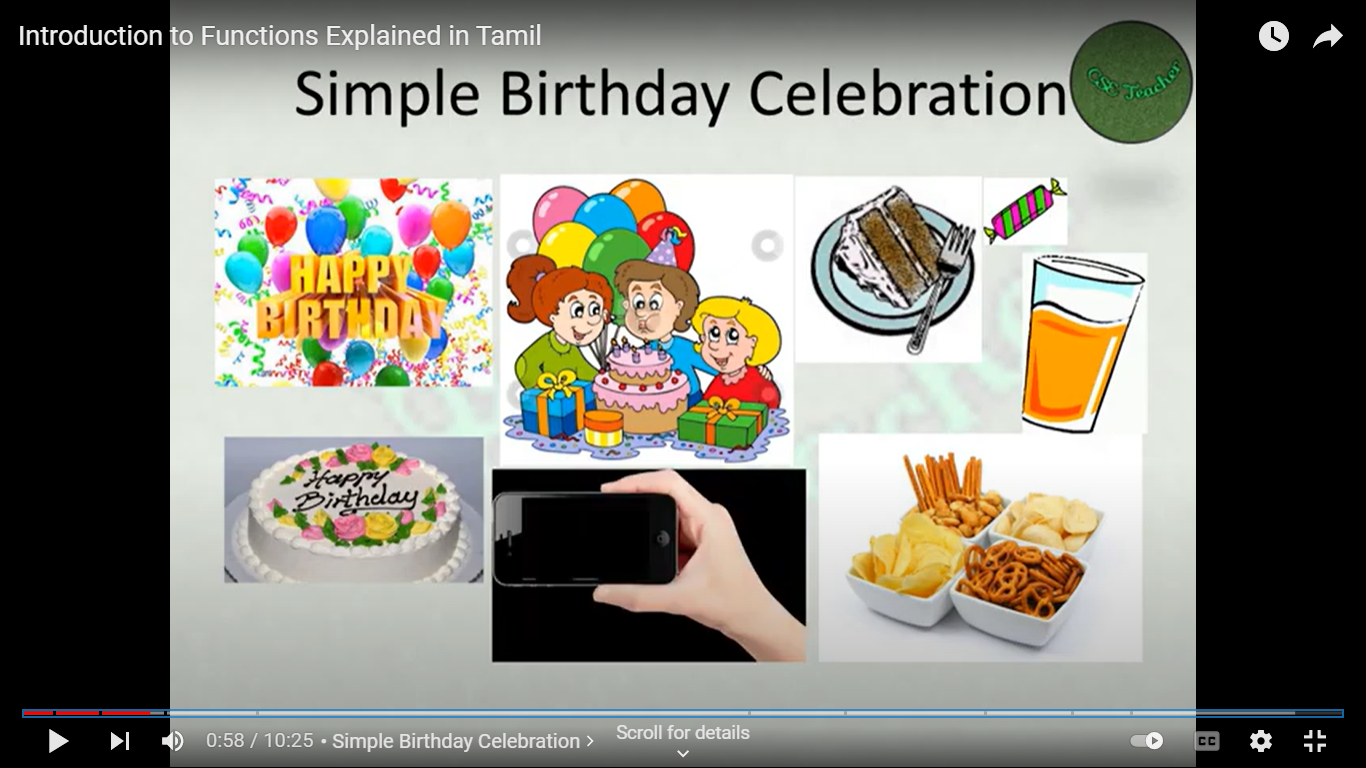 Introduction to Functions Explained in Tamil
Simple Birthday Celebration
CSE Teacher
HAPPY
BIRTHDAY
Happy
Birthday
0:58 / 10:25 • Simple Birthday Celebration >
Scroll for details
CC